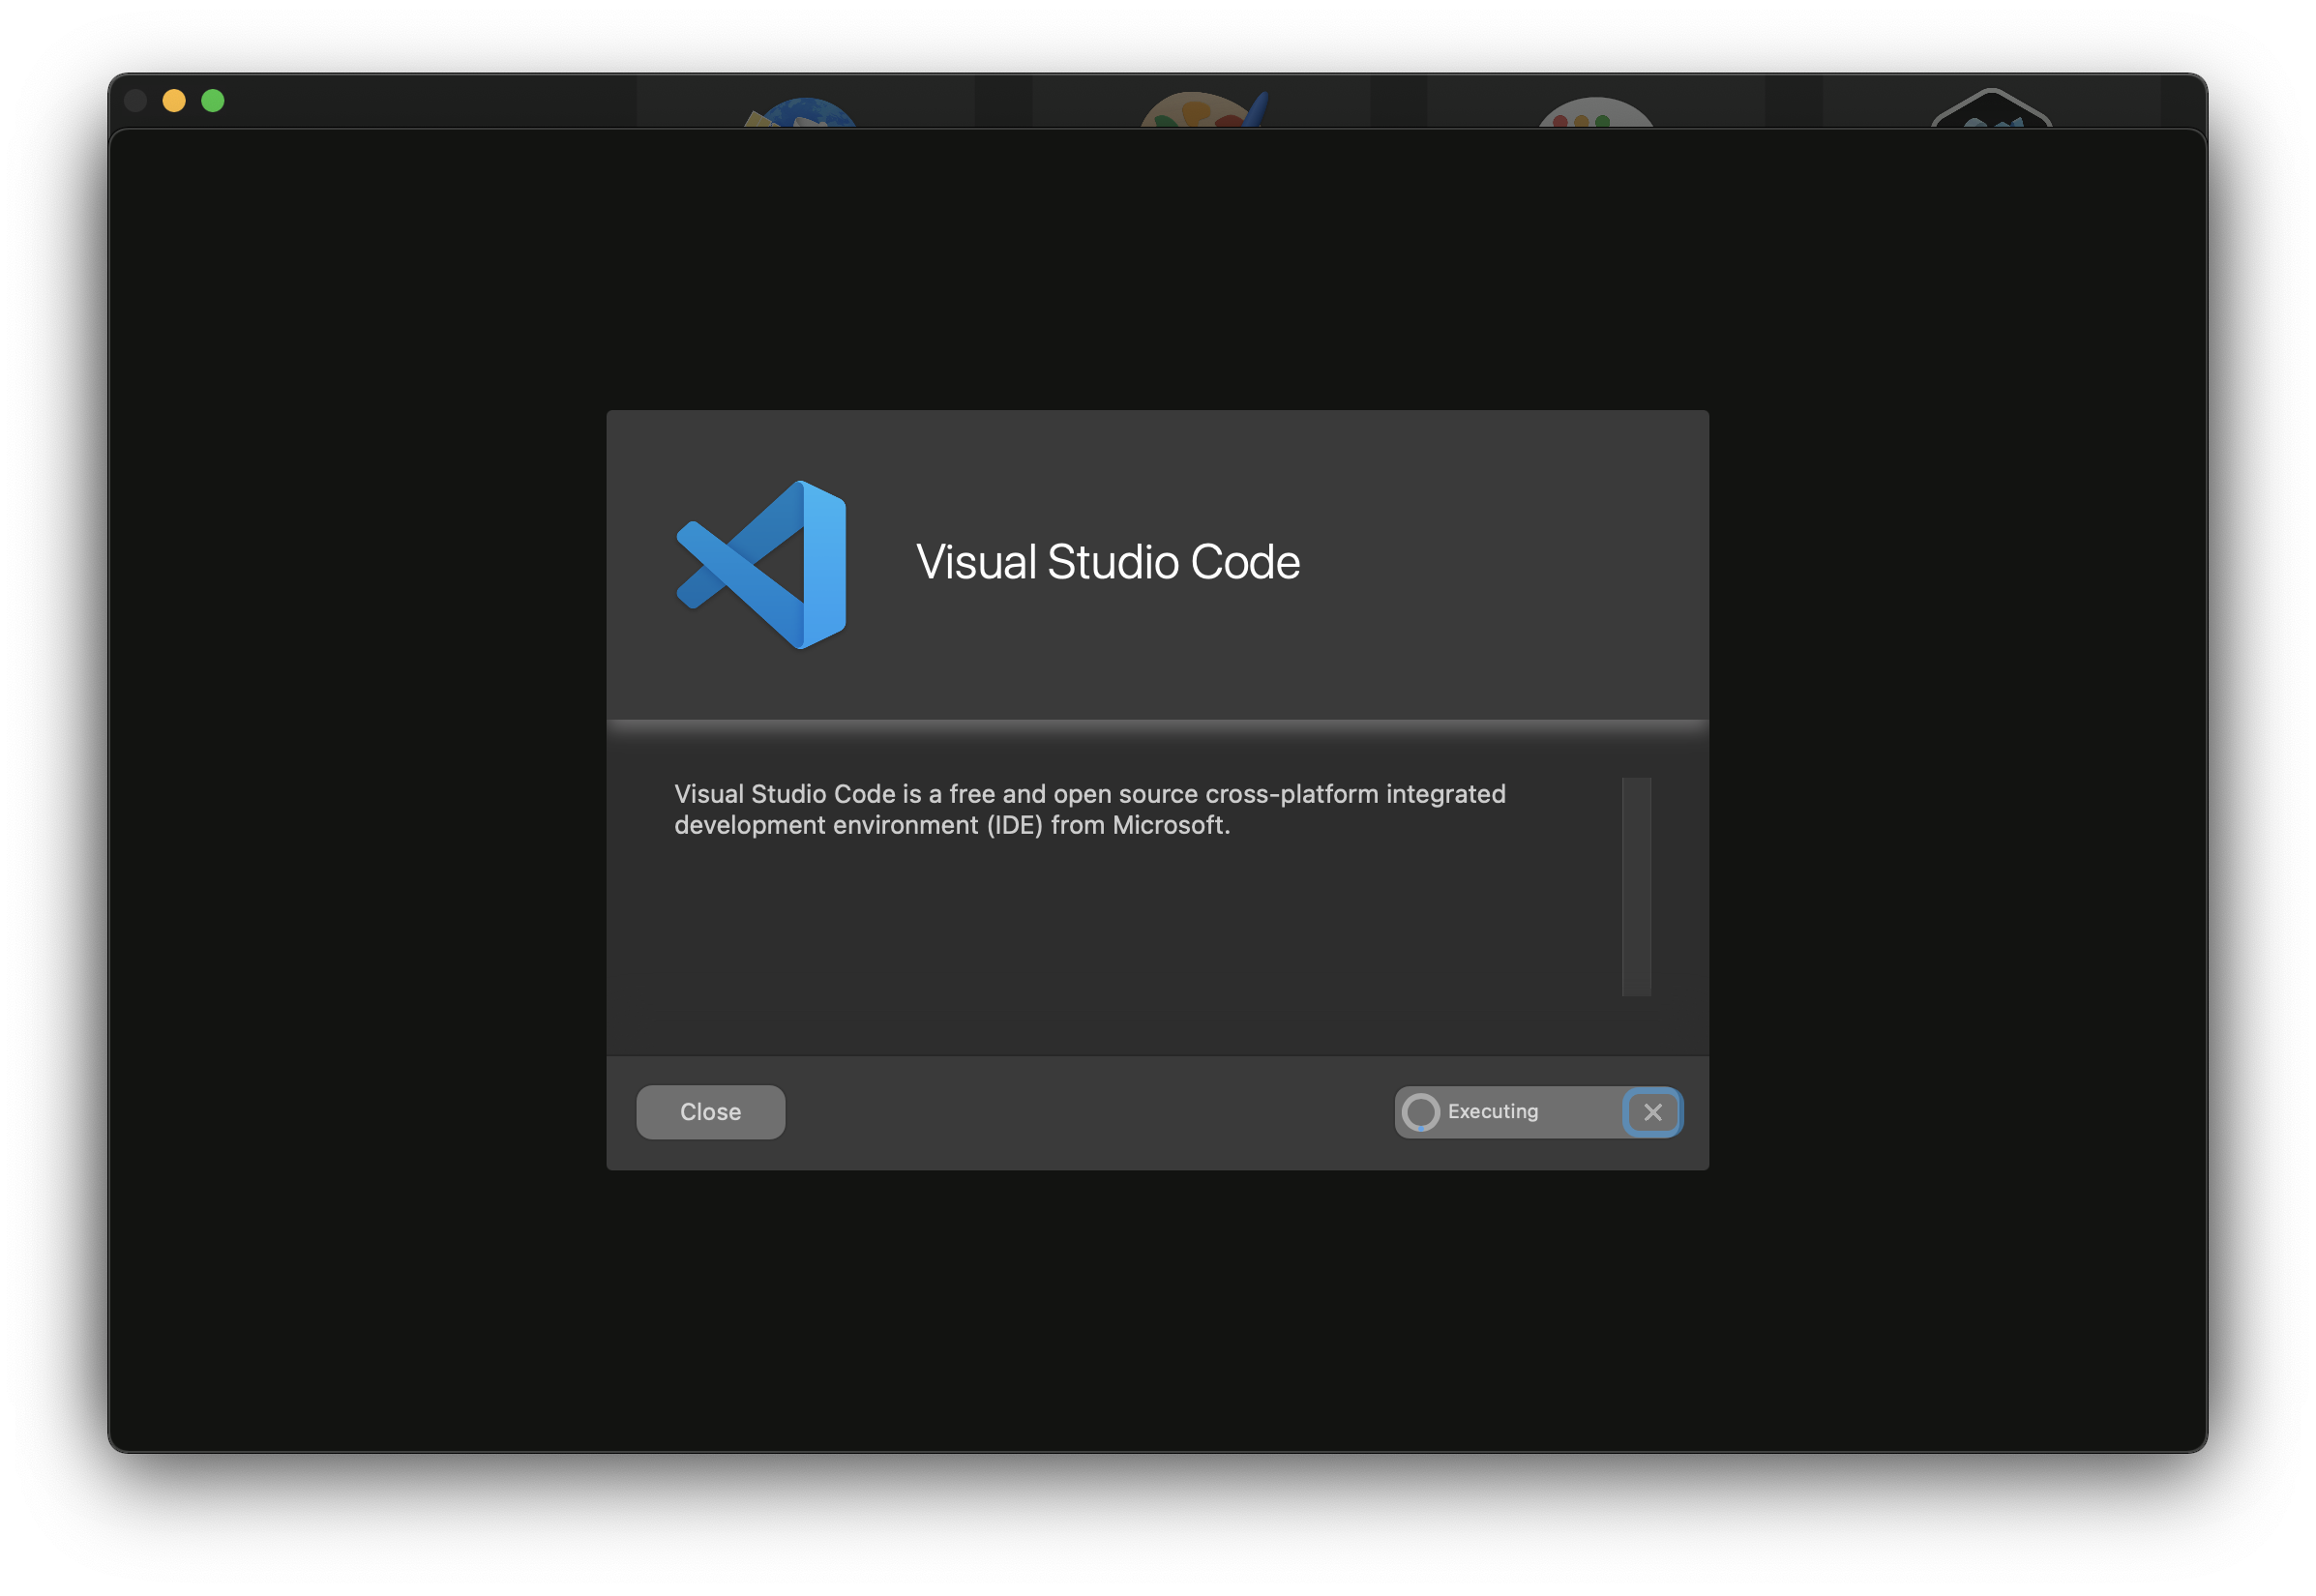 Visual Studio Code
Visual Studio Code is a free and open source cross-platform integrated
development environment (IDE) from Microsoft.
Close
Executing